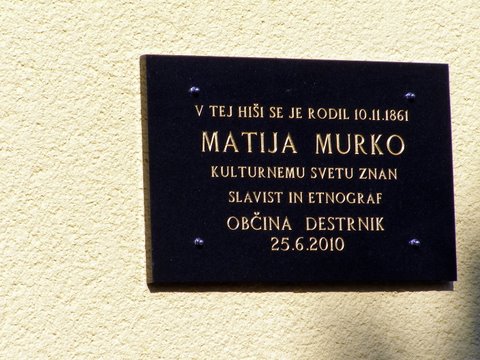 V TEJ HIŠI SE JE RODIL 10.11.1861
MATIJA MURKO
KULTURNEMU SVETU ZNAN
SLAVIST IN ETNOGRAF
OBČINA DESTRNIK
25.6.2010